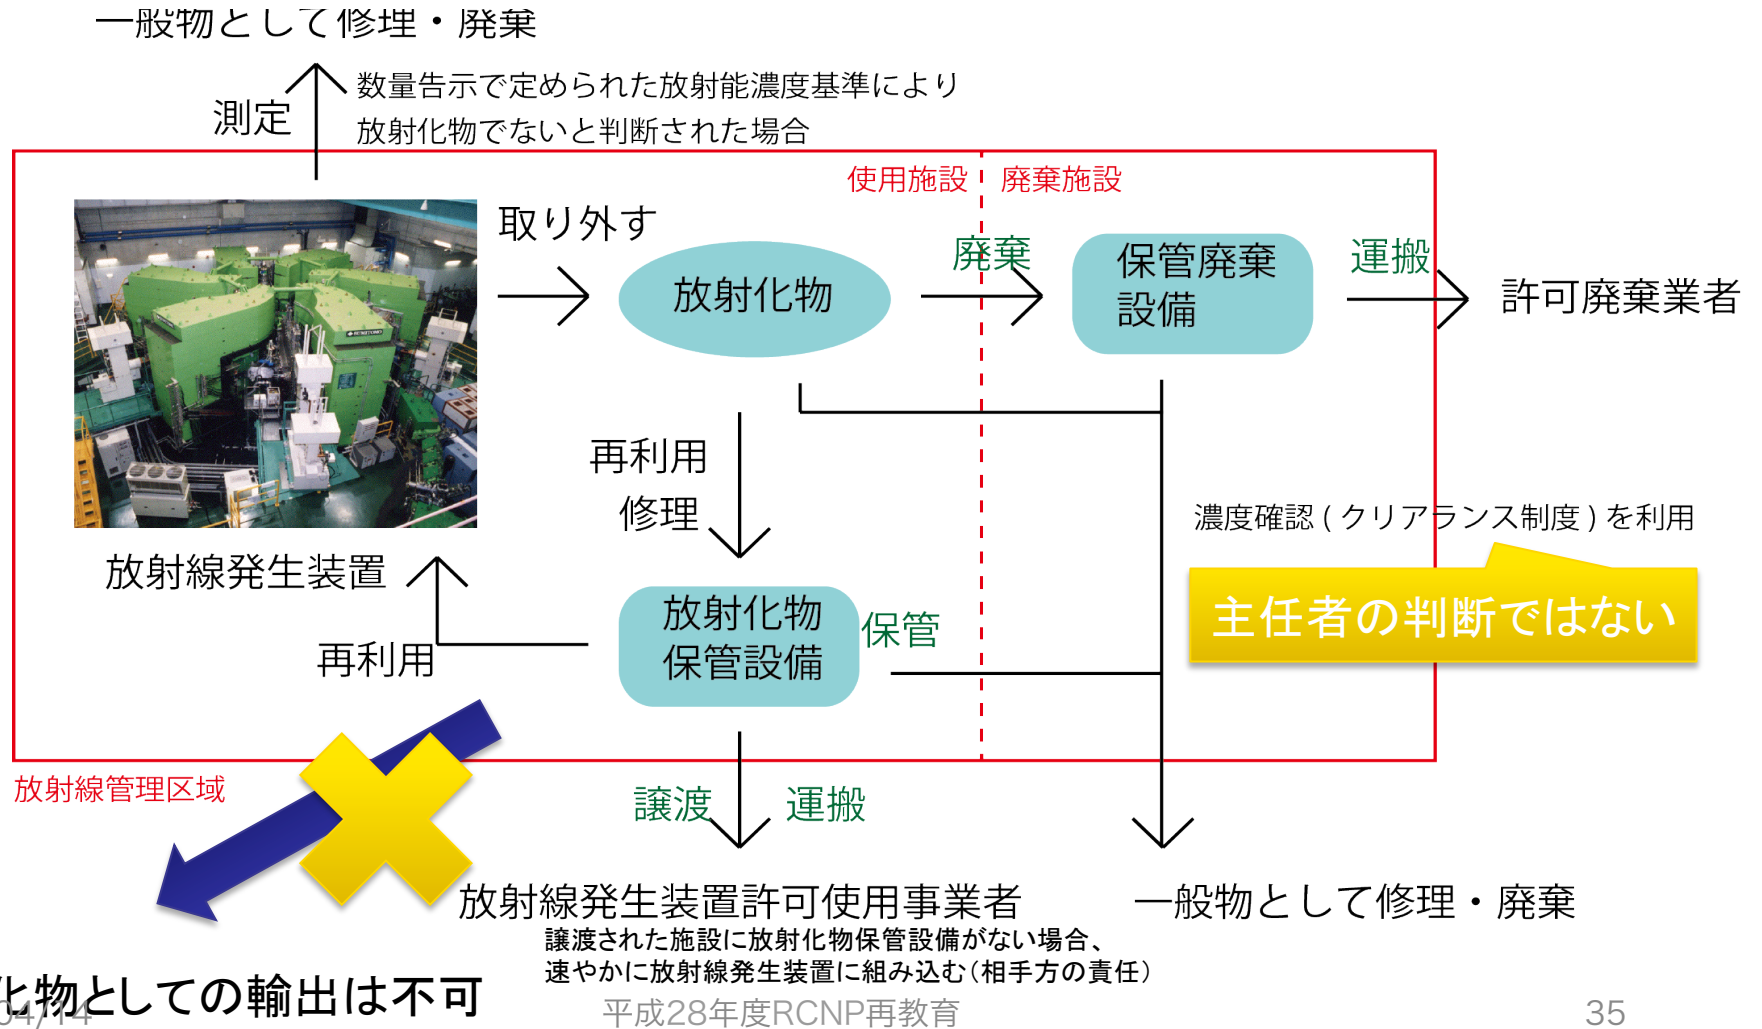 一般物として修理・廃棄
数量告示で定められた放射能濃度基準により
測定
放射化物でないと判断された場合
使用施設
廃棄施設
取り外す
廃棄
運搬
放射化物
保管廃棄
設備
許可廃棄業者
再利用
修理
濃度確認(クリアランス制度)を利用
主任者の判断ではない
放射線発生装置
放射化物
保管設備
保管
再利用
放射線管理区域
譲渡
運搬
放射線発生装置許可使用事業者
一般物として修理・廃棄
譲渡された施設に放射化物保管設備がない場合、
速やかに放射線発生装置に組み込む(相手方の責任)
化物としての輸出は不可
04/14
平成28年度RCNP再教育
35